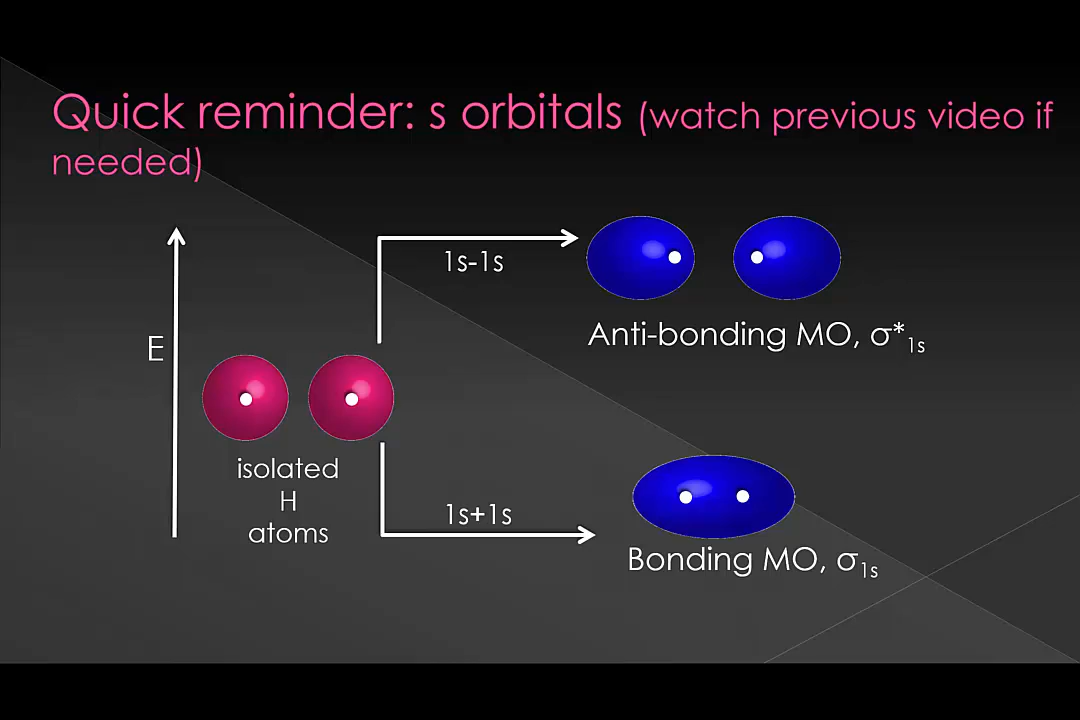 Quick reminder: s orbitals (watch previous video if
needed)
1s-1s
Anti-bonding MO, σ*1s
E
isolated
H
atoms
1s+1s
Bonding MO, σ1s